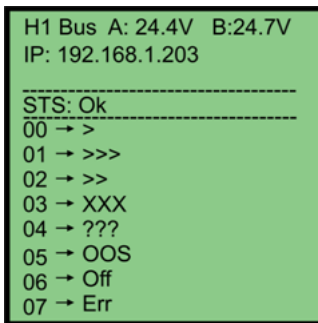 H1 Bus A: 24.4V B:24.7V
IP: 192.168.1.203
---------------------------------
STS: Ok
---------------------------------
00 → >
01 → >>>
02 → >>
03 → XXX
04 → ???
05 → OOS
06 → Off
07 → Err